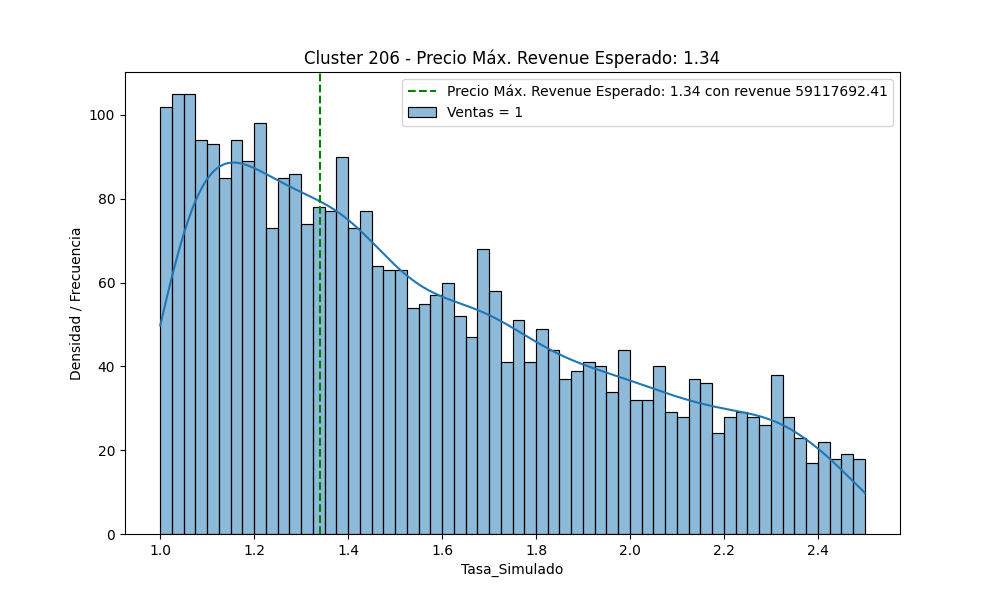 Cluster 206 - Precio Máx. Revenue Esperado: 1.34
Precio Máx. Revenue Esperado: 1.34 con revenue 59117692.41
Ventas = 1
Densidad / Frecuencia
100
80
60
40
20
0
1.0 1.2 1.4 1.6 1.8 2.0 2.2 2.4
Tasa_Simulado